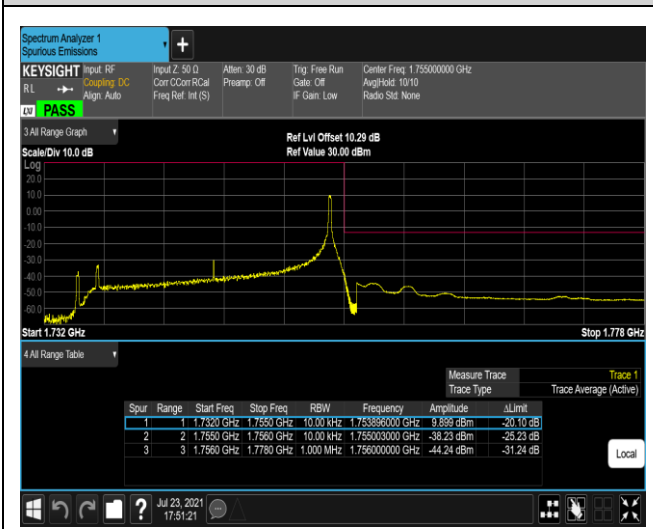 Spectrum Analyzer 1
Spurious Emissions
KEYSIGHT Input: RF Input Z: 50 Ω Atten: 30 dB Trig: Free Run Center Freq: 1.755000000 GHz
RL Coupling: DC Corr CCorr RCal Preamp: Off Gate: Off Avg|Hold: 10/10
Align: Auto Freq Ref: Int (S) IF Gain: Low Radio Std: None
LXI PASS
3 All Range Graph
Ref Lvl Offset 10.29 dB
Scale/Div 10.0 dB Ref Value 30.00 dBm
Log
20.0
10.0
0.00
-10.0
-20.0
-30.0
-40.0
-50.0
-60.0
Start 1.732 GHz Stop 1.778 GHz
4 All Range Table
Measure Trace Trace 1
Trace Type Trace Average (Active)
Spur Range Start Freq Stop Freq RBW Frequency Amplitude ΔLimit
1 1 1.7320 GHz 1.7550 GHz 10.00 kHz 1.753896000 GHz 9.899 dBm -20.10 dB
2 2 1.7550 GHz 1.7560 GHz 10.00 kHz 1.755003000 GHz -38.23 dBm -25.23 dB
3 3 1.7560 GHz 1.7780 GHz 1.000 MHz 1.756000000 GHz -44.24 dBm -31.24 dB
Local
? Jul 23, 2021
17:51:21